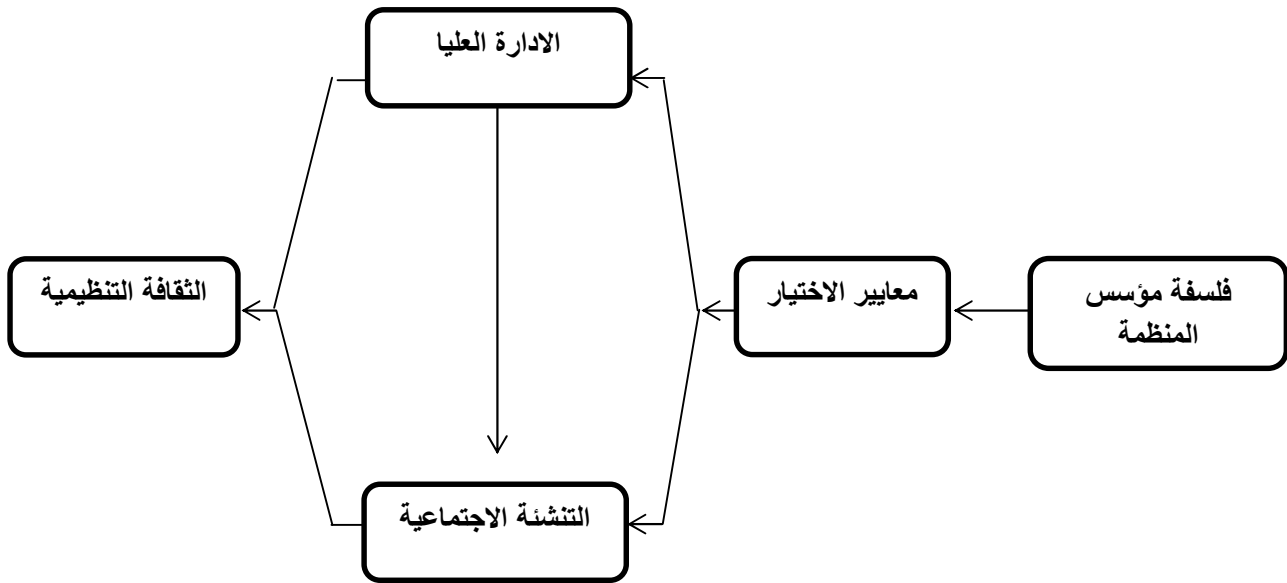 الادارة العليا
فلسفة مؤسس
المنظمة
معايير الاختيار
الثقافة التنظيمية
التنشئة الاجتماعية